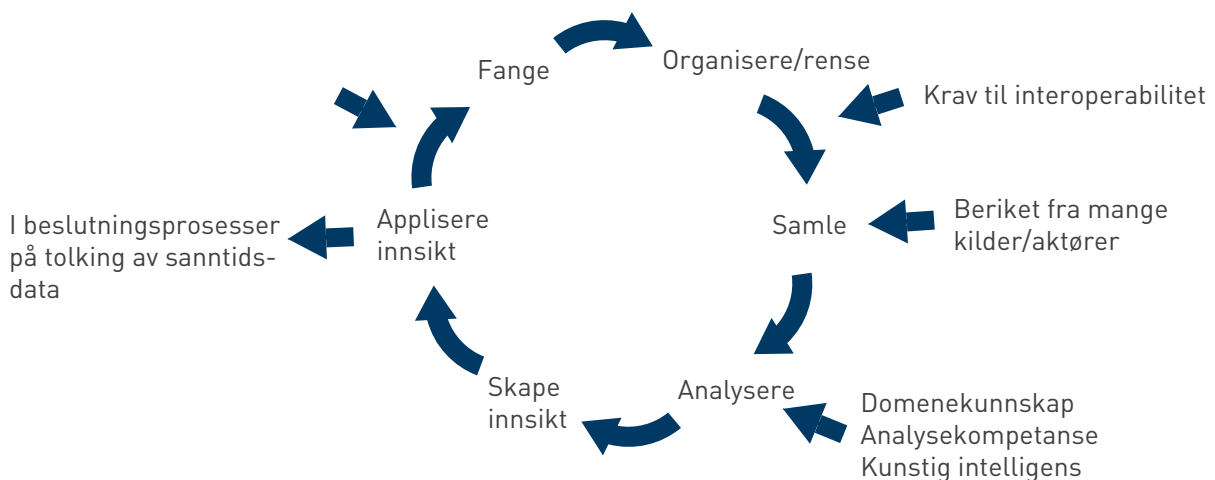 Fange
Organisere/rense
Krav til interoperabilitet
Samle
Beriket fra mange
kilder/aktører
Analysere
Domenekunnskap
Analysekompetanse
Kunstig intelligens
Skape
innsikt
Applisere
innsikt
I beslutningsprosesser
på tolking av sanntids-
data